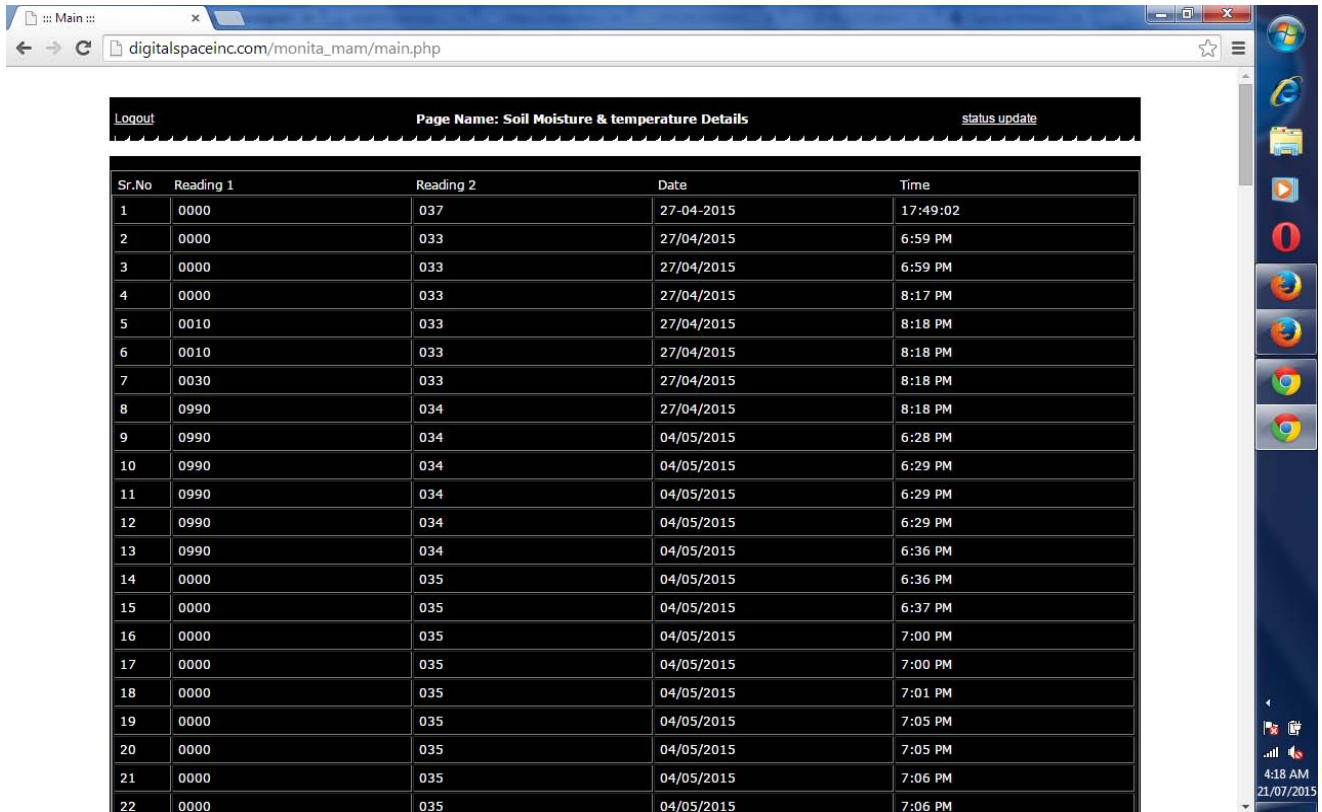 ::: Main :::
digitalspaceinc.com/monita_mam/main.php
Logout Page Name: Soil Moisture & temperature Details status update
Sr.No Reading 1 Reading 2 Date Time
1 0000 037 27-04-2015 17:49:02
2 0000 033 27/04/2015 6:59 PM
3 0000 033 27/04/2015 6:59 PM
4 0000 033 27/04/2015 8:17 PM
5 0010 033 27/04/2015 8:18 PM
6 0010 033 27/04/2015 8:18 PM
7 0030 033 27/04/2015 8:18 PM
8 0990 034 27/04/2015 8:18 PM
9 0990 034 04/05/2015 6:28 PM
10 0990 034 04/05/2015 6:29 PM
11 0990 034 04/05/2015 6:29 PM
12 0990 034 04/05/2015 6:29 PM
13 0990 034 04/05/2015 6:36 PM
14 0000 035 04/05/2015 6:36 PM
15 0000 035 04/05/2015 6:37 PM
16 0000 035 04/05/2015 7:00 PM
17 0000 035 04/05/2015 7:00 PM
18 0000 035 04/05/2015 7:01 PM
19 0000 035 04/05/2015 7:05 PM
20 0000 035 04/05/2015 7:05 PM
21 0000 035 04/05/2015 7:06 PM
22 0000 035 04/05/2015 7:06 PM
4:18 AM
21/07/2015